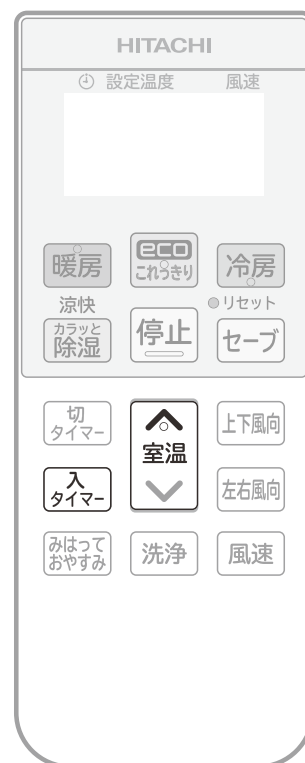 HITACHI
設定温度 風速
暖房
eco
これっきり
冷房
涼快
カラッと
除湿
停止
リセット
セーブ
切
タイマー
室温
上下風向
入
タイマー
左右風向
みはって
おやすみ
洗浄
風速